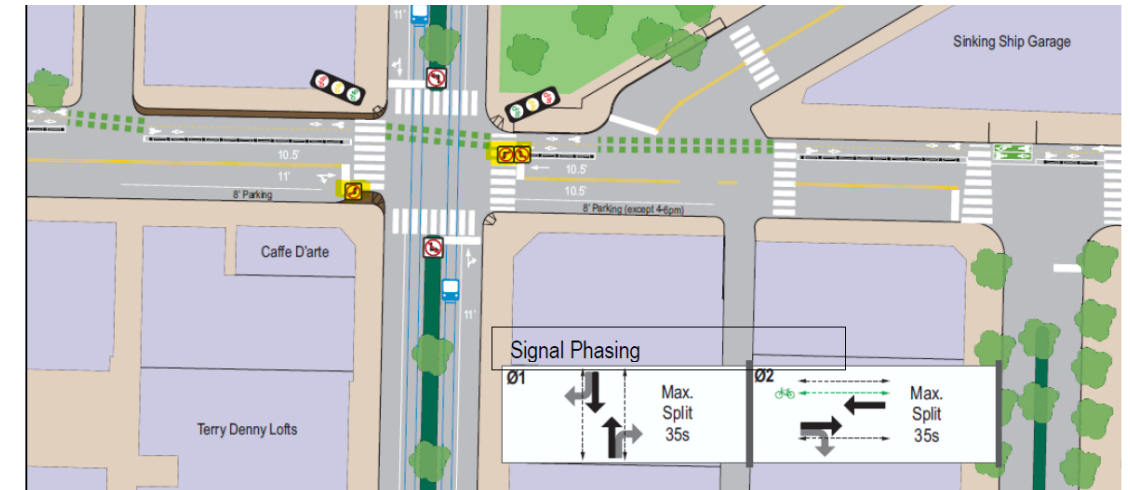 11'
Sinking Ship Garage
10.5'
11'
8' Parking
10.5'
10.5'
8' Parking (except 4-6pm)
Caffe D'arte
11'
Signal Phasing
Ø1
Max.
Split
35s
Ø2
Max.
Split
35s
Terry Denny Lofts